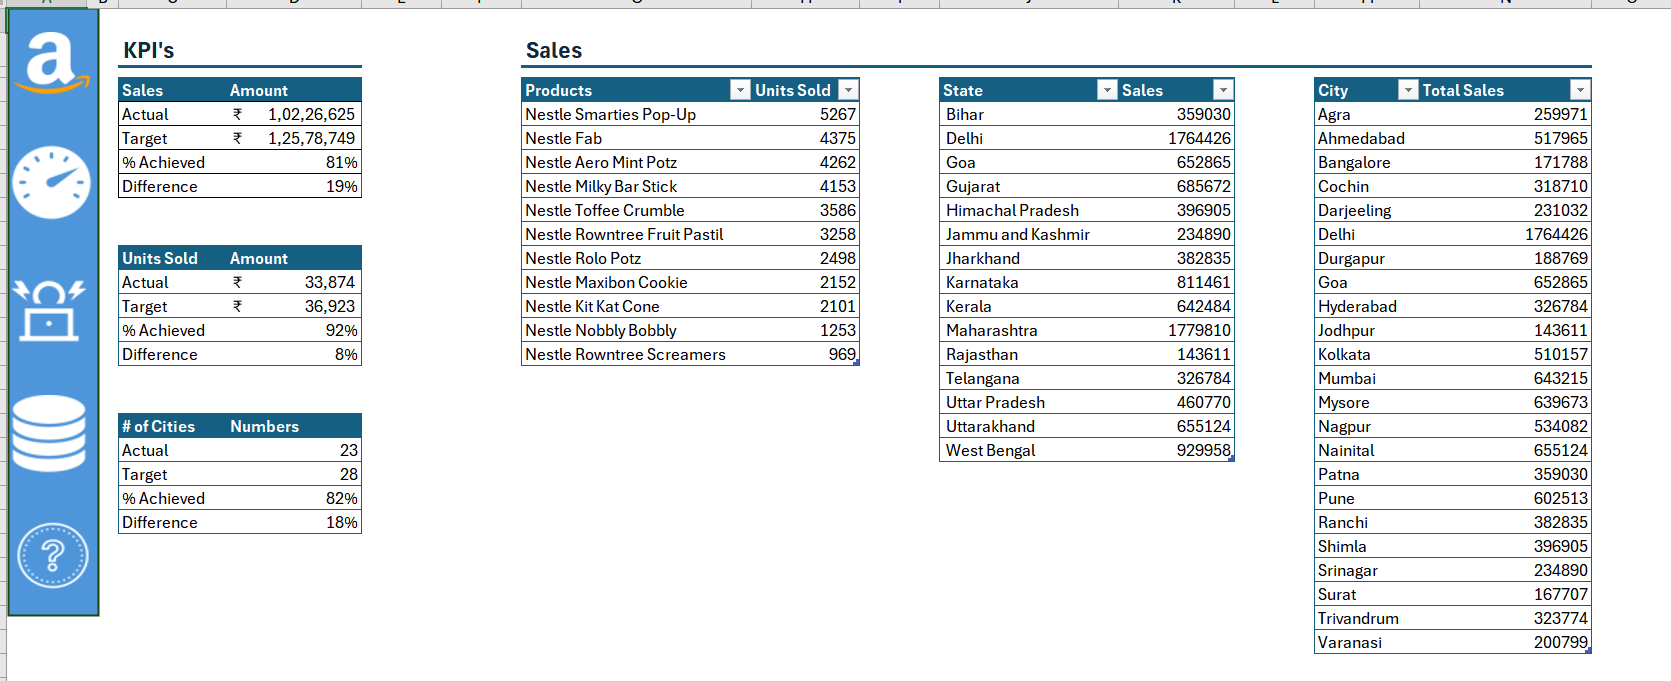 KPI's
Sales Amount
Actual ₹ 1,02,26,625
Target ₹ 1,25,78,749
% Achieved 81%
Difference 19%
Units Sold Amount
Actual ₹ 33,874
Target ₹ 36,923
% Achieved 92%
Difference 8%
# of Cities Numbers
Actual 23
Target 28
% Achieved 82%
Difference 18%
Sales
Products Units Sold
Nestle Smarties Pop-Up 5267
Nestle Fab 4375
Nestle Aero Mint Potz 4262
Nestle Milky Bar Stick 4153
Nestle Toffee Crumble 3586
Nestle Rowntree Fruit Pastil 3258
Nestle Rolo Potz 2498
Nestle Maxibon Cookie 2152
Nestle Kit Kat Cone 2101
Nestle Nobbly Bobbly 1253
Nestle Rowntree Screamers 969
State Sales
Bihar 359030
Delhi 1764426
Goa 652865
Gujarat 685672
Himachal Pradesh 396905
Jammu and Kashmir 234890
Jharkhand 382835
Karnataka 811461
Kerala 642484
Maharashtra 1779810
Rajasthan 143611
Telangana 326784
Uttar Pradesh 460770
Uttarakhand 655124
West Bengal 929958
City Total Sales
Agra 259971
Ahmedabad 517965
Bangalore 171788
Cochin 318710
Darjeeling 231032
Delhi 1764426
Durgapur 188769
Goa 652865
Hyderabad 326784
Jodhpur 143611
Kolkata 510157
Mumbai 643215
Mysore 639673
Nagpur 534082
Nainital 655124
Patna 359030
Pune 602513
Ranchi 382835
Shimla 396905
Srinagar 234890
Surat 167707
Trivandrum 323774
Varanasi 200799
a
?